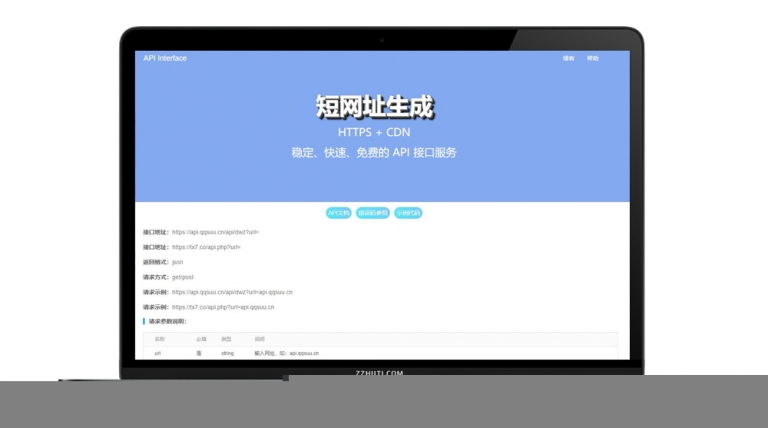 API Interface
帮助
短网址生成
HTTPS + CDN
稳定、快速、免费的 API 接口服务
API文档 错误码参照 示例代码
接口地址：https://api.qqsuu.cn/api/dwz?url=
接口地址：https://tx7.co/api.php?url=
返回格式：json
请求方式：get/post
请求示例：https://api.qqsuu.cn/api/dwz?url=api.qqsuu.cn
请求示例：https://tx7.co/api.php?url=api.qqsuu.cn
请求参数说明：
名称 必填 类型 说明
url 是 string 输入网址，如：api.qqsuu.cn
ZZHUTI.COM